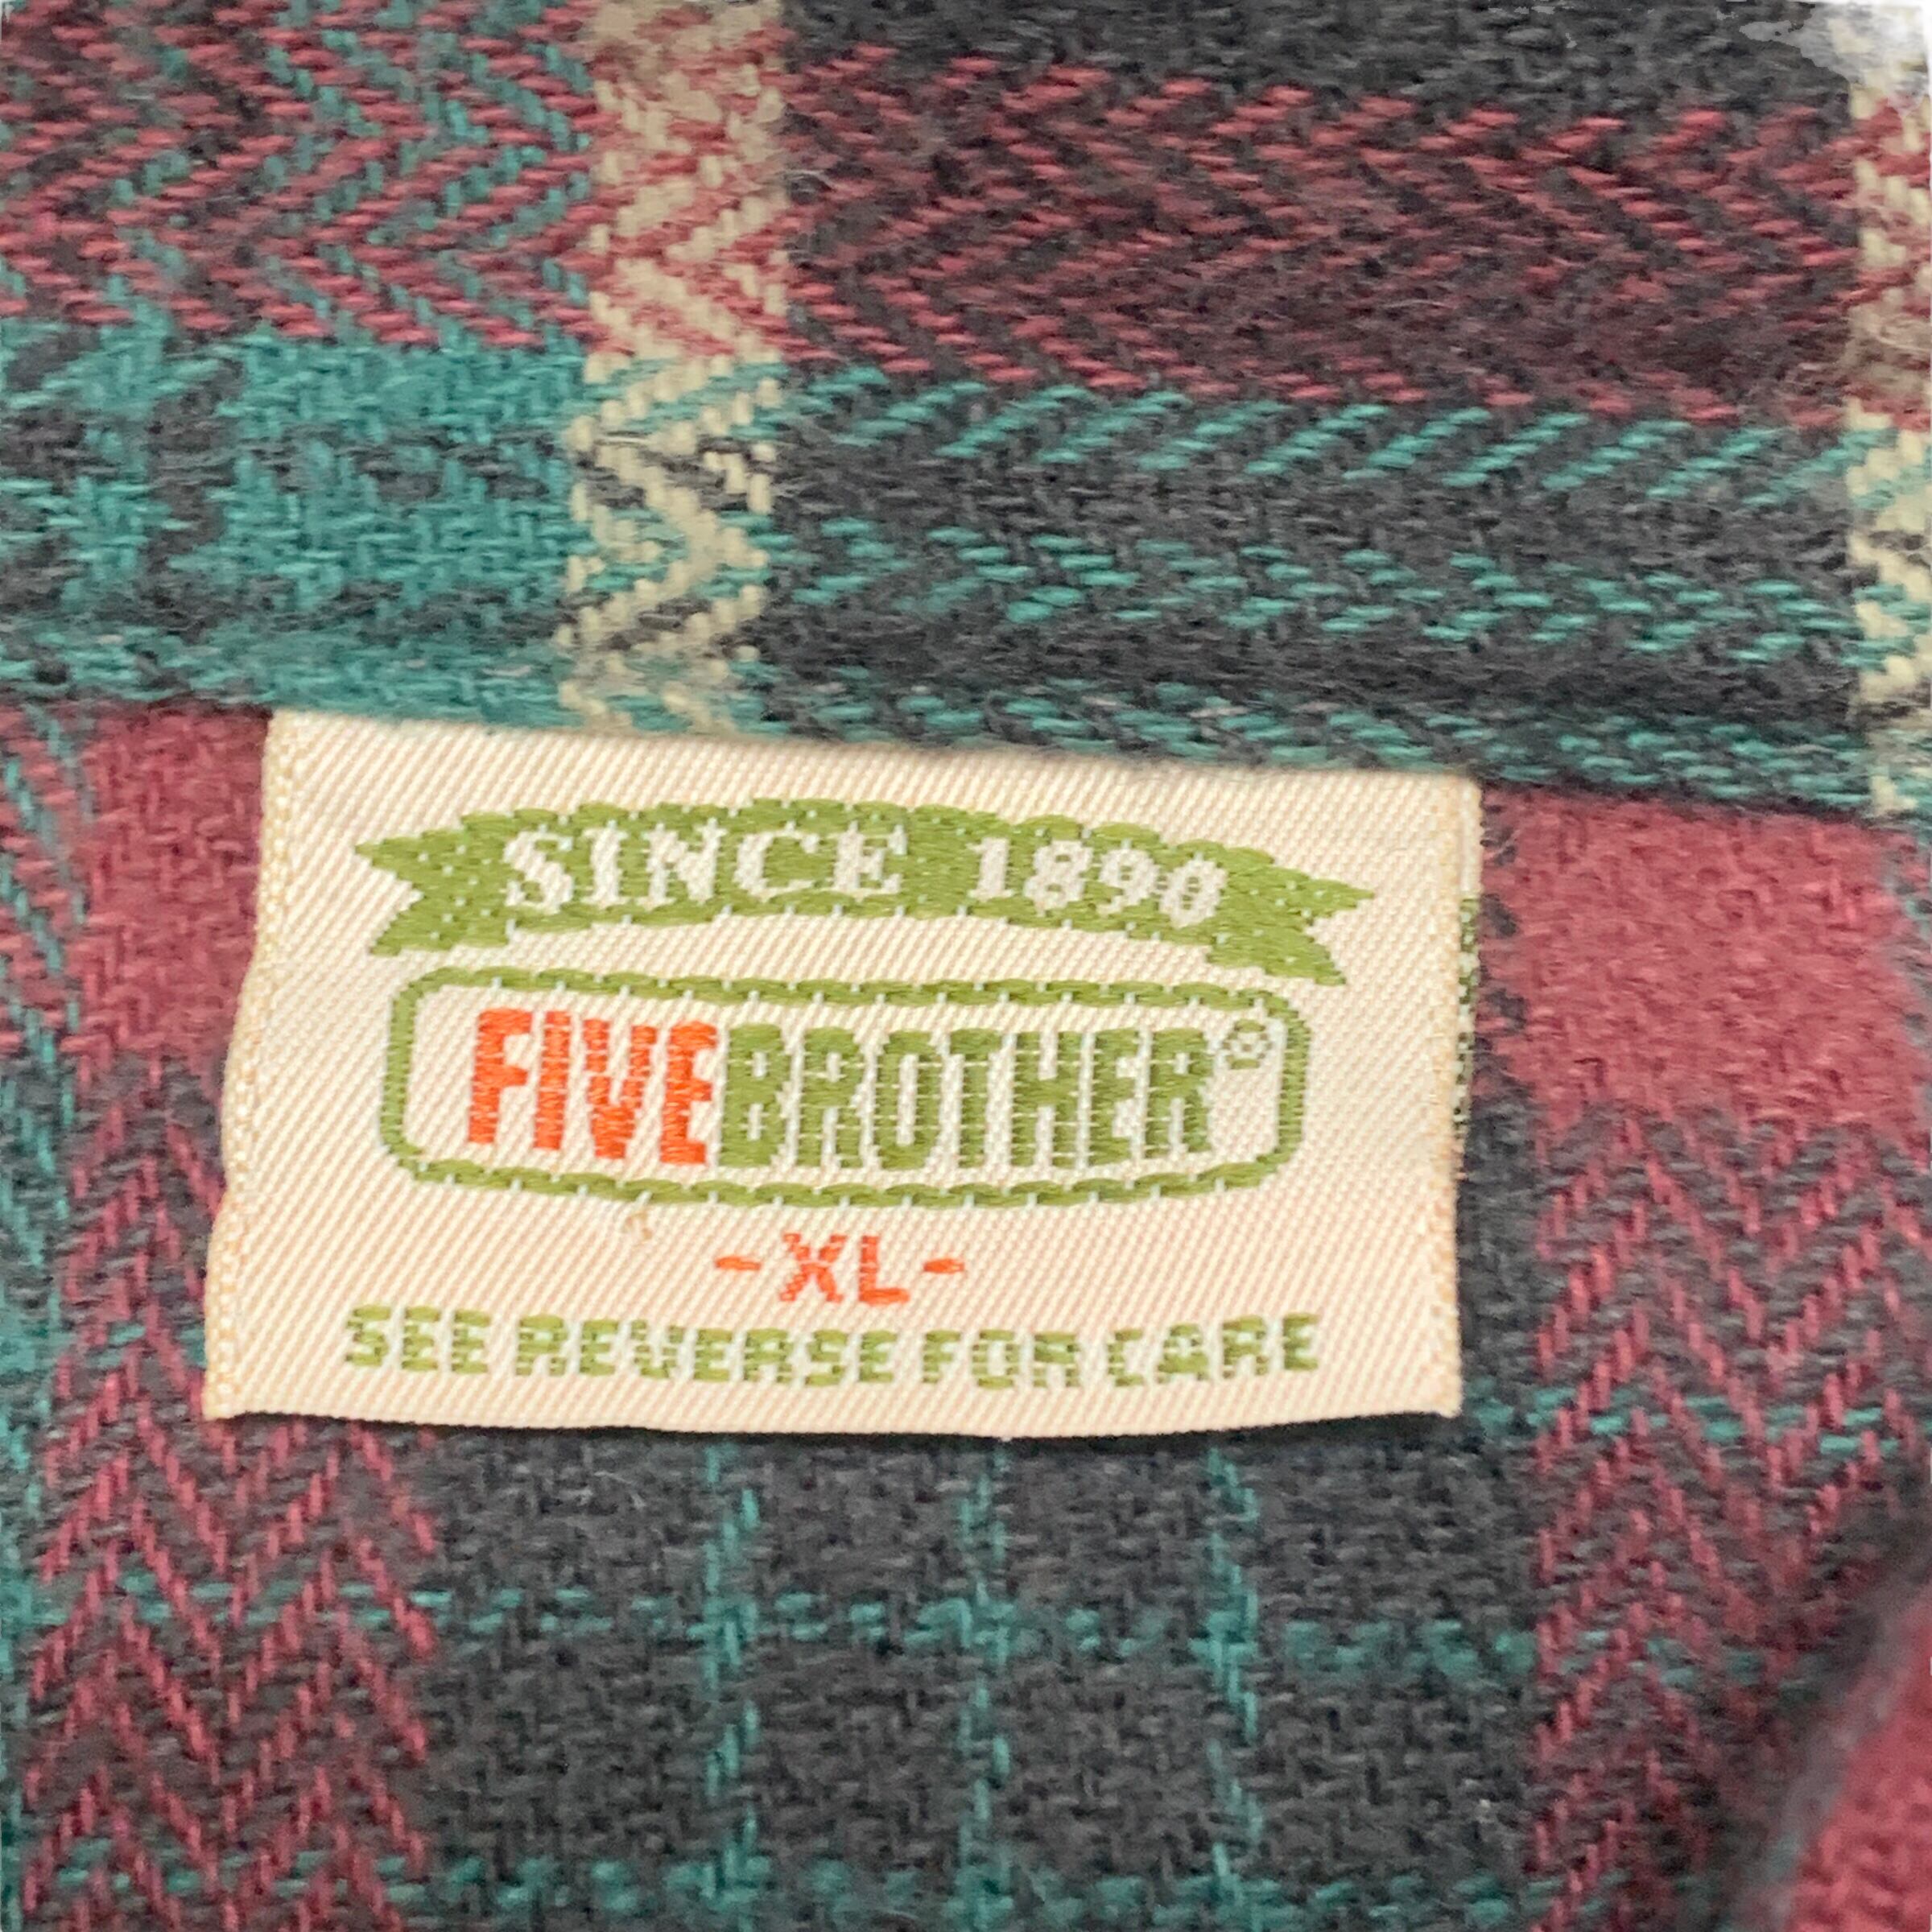 SINCE 1890
FIVEBROTHER®
-XL-
SEE REVERSE FOR CARE